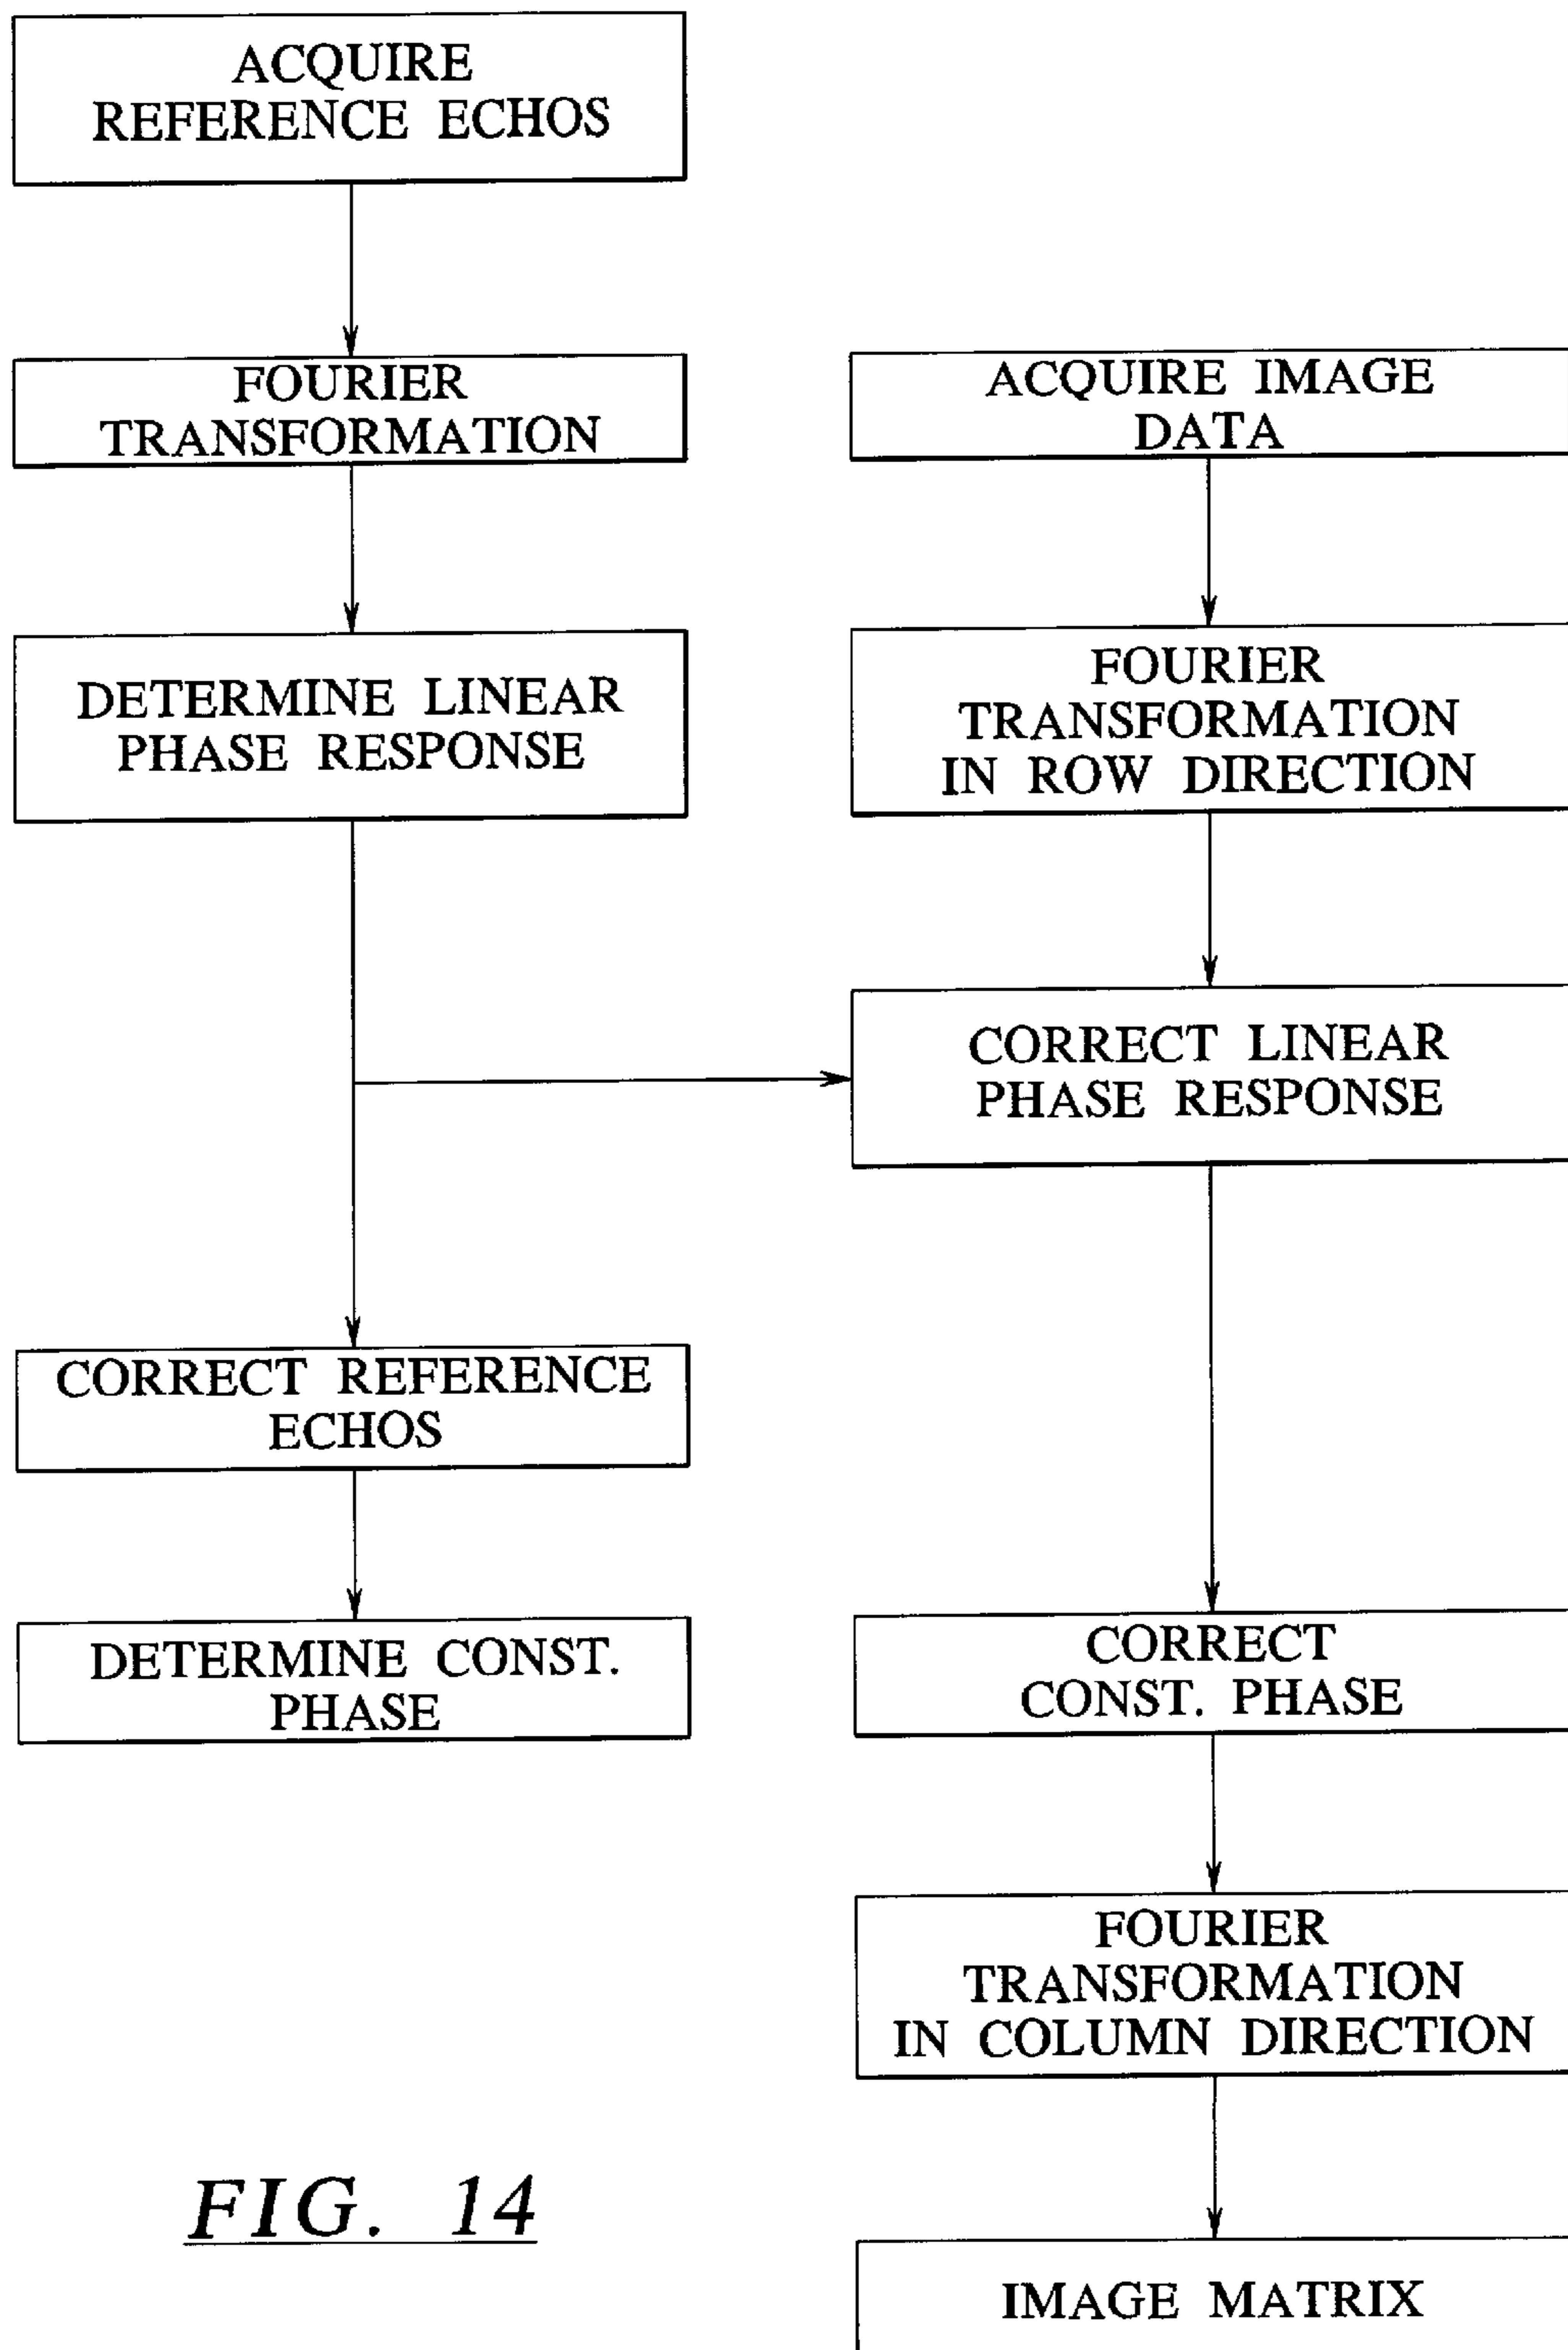 ACQUIRE
REFERENCE ECHOS
FOURIER
TRANSFORMATION
DETERMINE LINEAR
PHASE RESPONSE
CORRECT REFERENCE
ECHOS
DETERMINE CONST.
PHASE
ACQUIRE IMAGE
DATA
FOURIER
TRANSFORMATION
IN ROW DIRECTION
CORRECT LINEAR
PHASE RESPONSE
CORRECT
CONST. PHASE
FOURIER
TRANSFORMATION
IN COLUMN DIRECTION
IMAGE MATRIX
FIG. 14